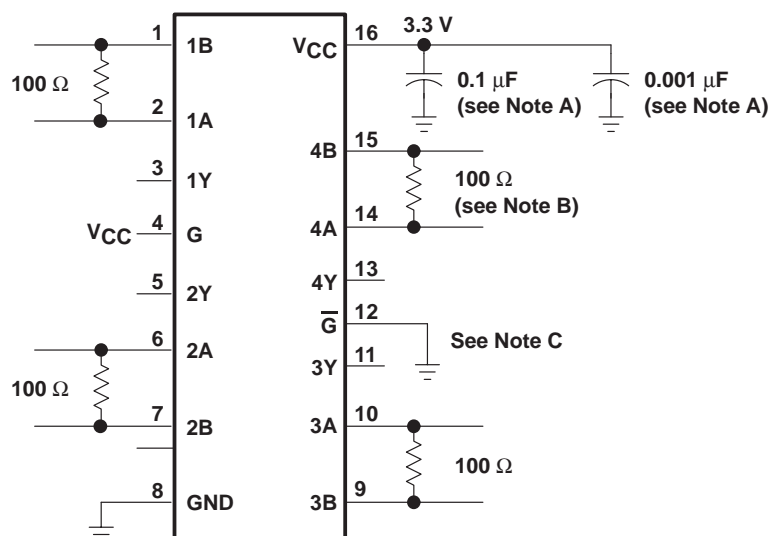 1
1B
100 Ω
2
1A
3
1Y
VCC
4
G
5
2Y
6
2A
100 Ω
7
2B
8
GND
VCC
16
3.3 V
0.1 μF
(see Note A)
0.001 μF
(see Note A)
4B
15
100 Ω
(see Note B)
4A
14
4Y
13
G̅
12
See Note C
3Y
11
3A
10
100 Ω
3B
9